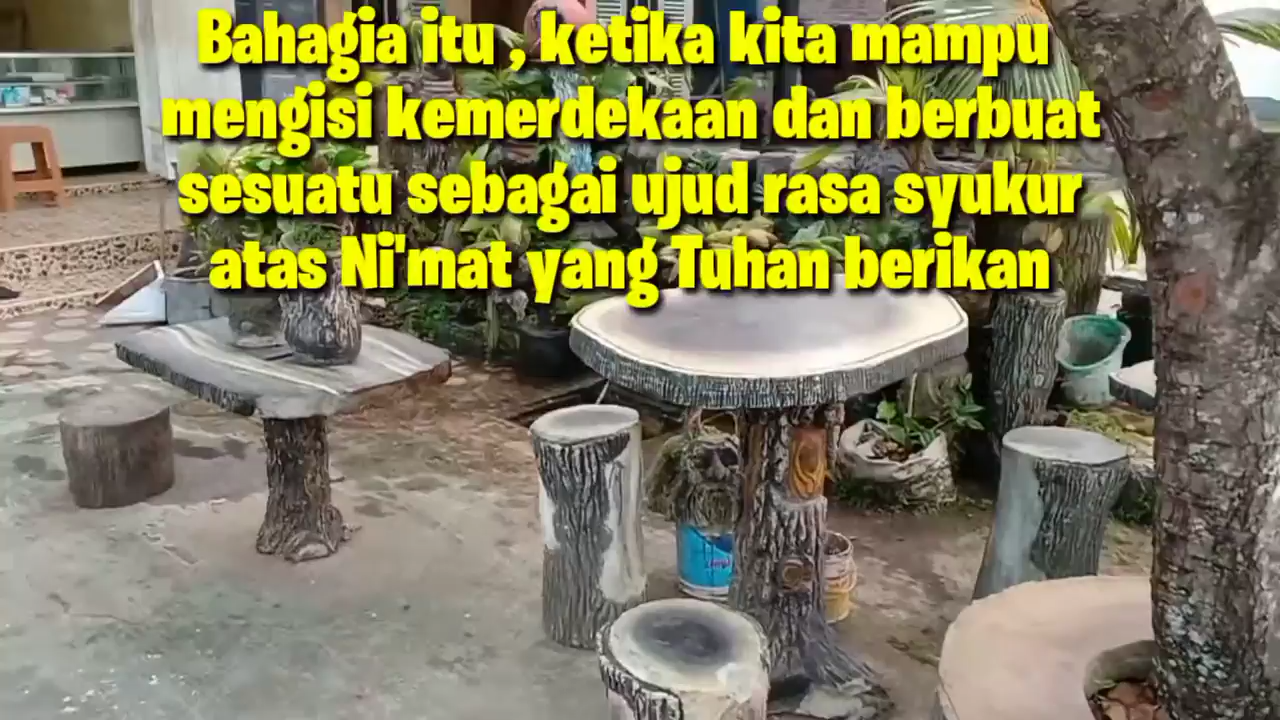 Bahagia itu , ketika kita mampu
mengisi kemerdekaan dan berbuat
sesuatu sebagai ujud rasa syukur
atas Ni'mat yang Tuhan berikan